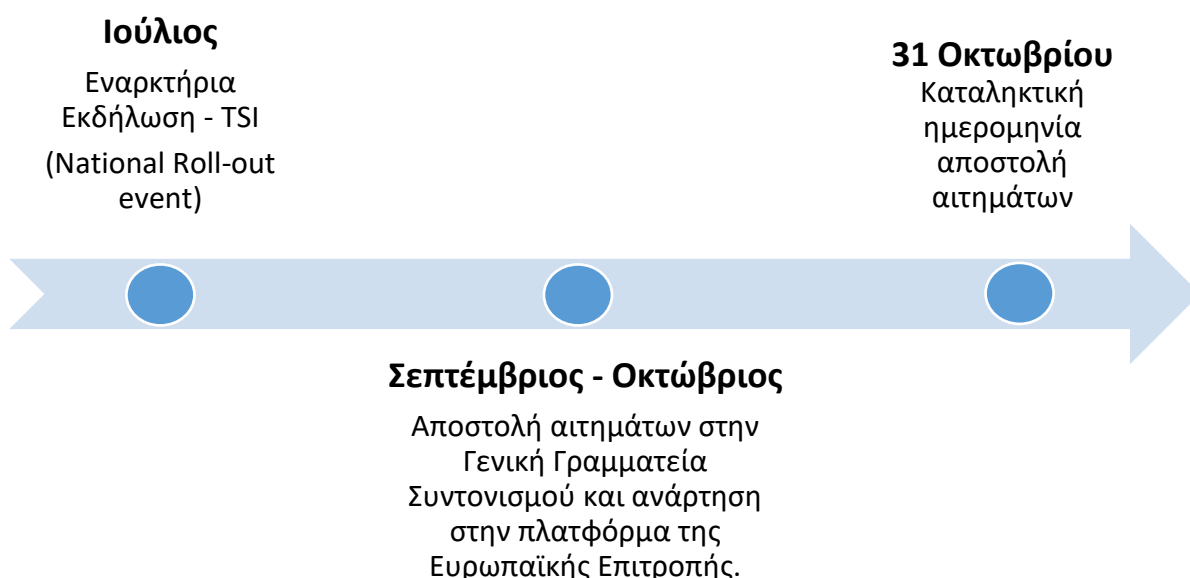 Ιούλιος
Εναρκτήρια
Εκδήλωση - TSI
(National Roll-out
event)
31 Οκτωβρίου
Καταληκτική
ημερομηνία
αποστολή
αιτημάτων
Σεπτέμβριος - Οκτώβριος
Αποστολή αιτημάτων στην
Γενική Γραμματεία
Συντονισμού και ανάρτηση
στην πλατφόρμα της
Ευρωπαϊκής Επιτροπής.